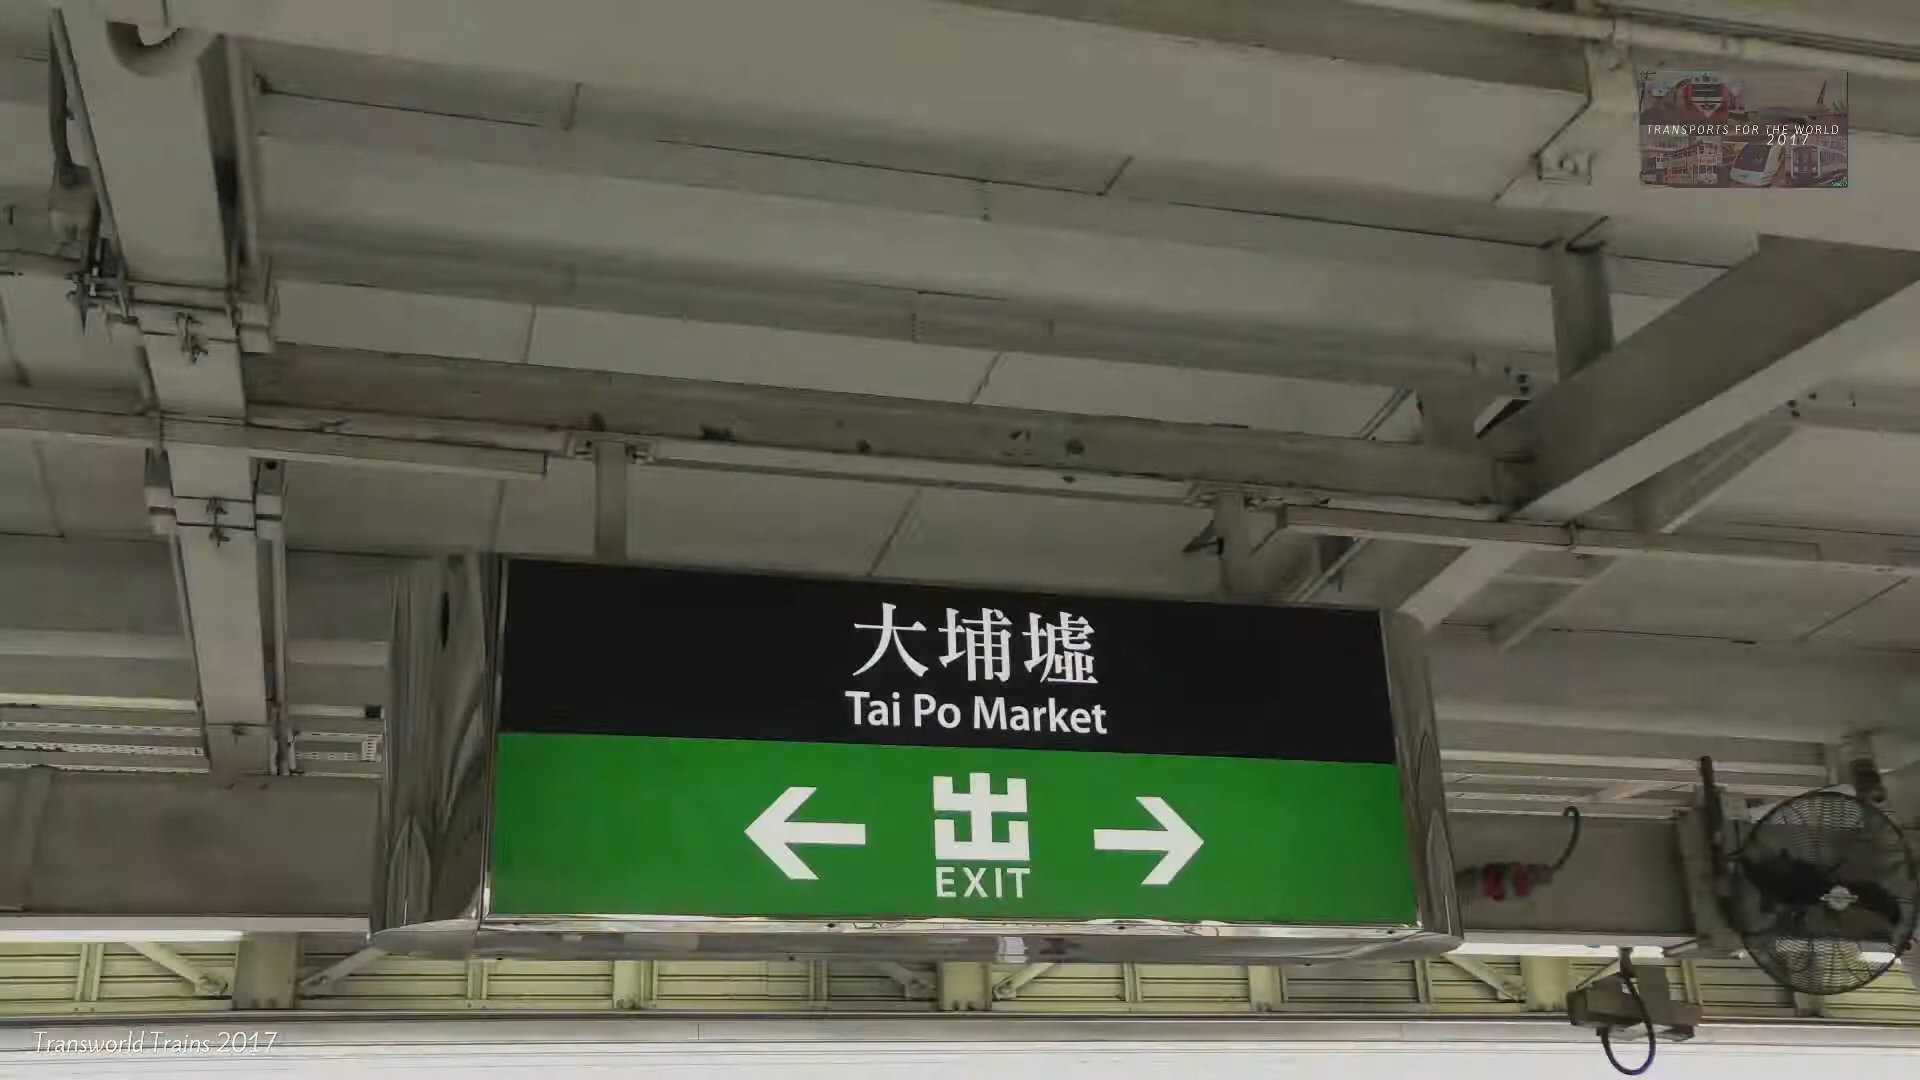 TRANSPORTS FOR THE WORLD
2017
大埔墟
Tai Po Market
出
EXIT
Transworld Trains 2017